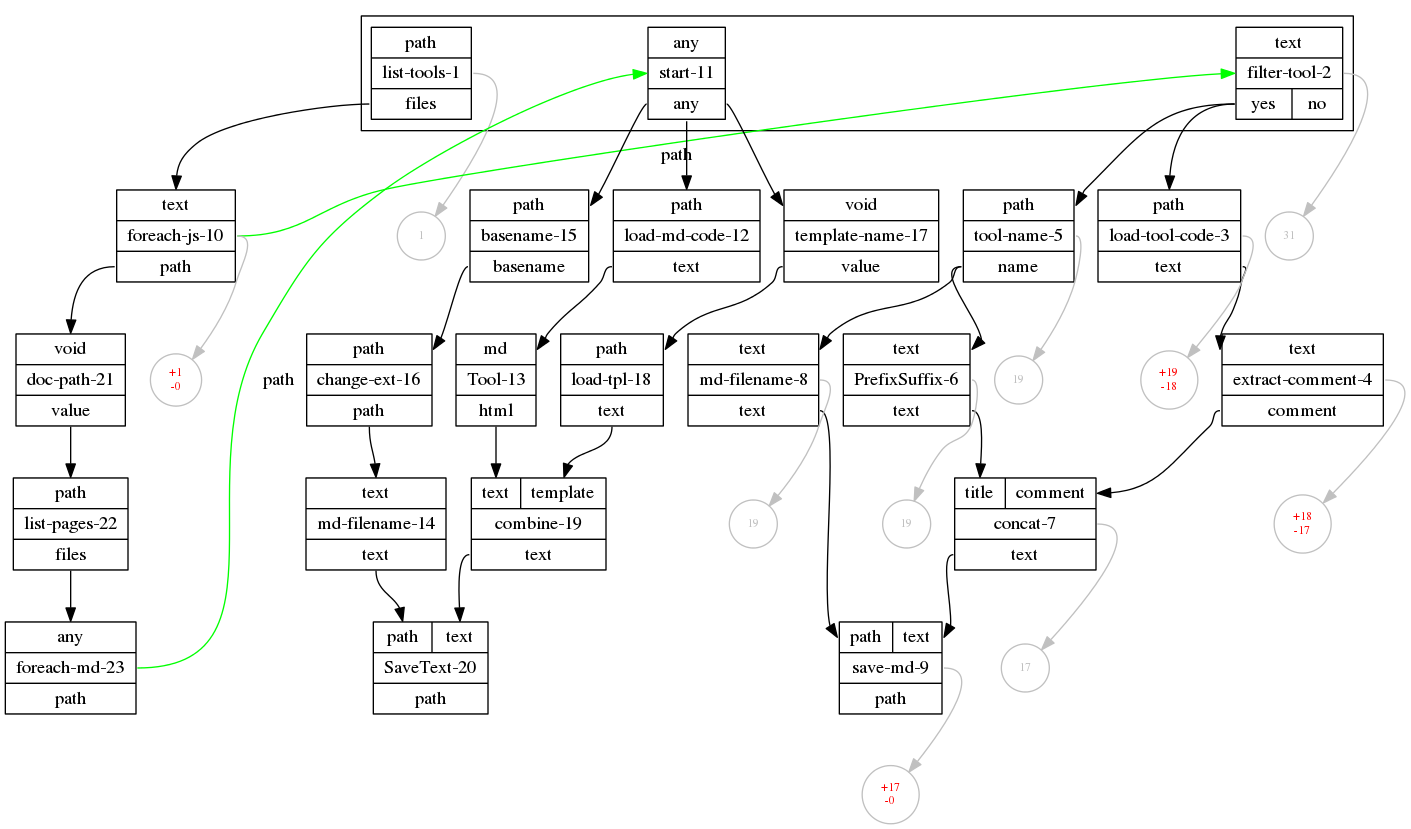 path
list-tools-1
files
any
start-11
any
text
filter-tool-2
yes no
path
text
foreach-js-10
path
1
path
basename-15
basename
path
load-md-code-12
text
void
template-name-17
value
path
tool-name-5
name
path
load-tool-code-3
text
31
void
doc-path-21
value
+1
-0
path
path
change-ext-16
path
md
Tool-13
html
path
load-tpl-18
text
text
md-filename-8
text
text
PrefixSuffix-6
text
19
+19
-18
text
extract-comment-4
comment
path
list-pages-22
files
text
md-filename-14
text
text template
combine-19
text
19
19
title comment
concat-7
text
+18
-17
any
foreach-md-23
path
path text
SaveText-20
path
path text
save-md-9
path
17
+17
-0